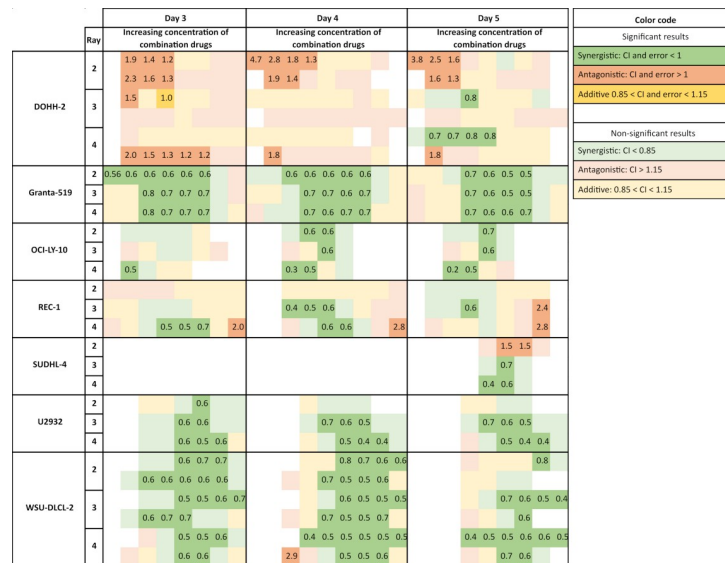 Day 3 Day 4 Day 5
Ray Increasing concentration of combination drugs Increasing concentration of combination drugs Increasing concentration of combination drugs
DOHH-2
2 1.9 1.4 1.2 4.7 2.8 1.8 1.3 3.8 2.5 1.6
2.3 1.6 1.3 1.9 1.4 1.6 1.3
3 1.5 1.0 0.8
4 0.7 0.7 0.8 0.8
2.0 1.5 1.3 1.2 1.2 1.8 1.8
Granta-519
2 0.56 0.6 0.6 0.6 0.6 0.6 0.6 0.6 0.6 0.6 0.6 0.7 0.6 0.5 0.5
3 0.8 0.7 0.7 0.7 0.7 0.7 0.6 0.7 0.7 0.6 0.5 0.5
4 0.8 0.7 0.7 0.7 0.7 0.6 0.7 0.7 0.7 0.6 0.6 0.7
OCI-LY-10
2 0.6 0.6 0.7
3 0.6 0.6
4 0.5 0.3 0.5 0.2 0.5
REC-1
2
3 0.4 0.5 0.6 0.6 2.4
4 0.5 0.5 0.7 2.0 0.6 0.6 2.8 2.8
SUDHL-4
2 1.5 1.5
3 0.7
4 0.4 0.6
U2932
2 0.6
3 0.6 0.6 0.7 0.6 0.5 0.7 0.6 0.5
4 0.6 0.5 0.6 0.5 0.4 0.4 0.5 0.4 0.4
WSU-DLCL-2
2 0.6 0.7 0.7 0.8 0.7 0.6 0.6 0.8
0.6 0.6 0.6 0.6 0.6 0.7 0.5 0.5 0.6
3 0.5 0.5 0.6 0.7 0.6 0.5 0.5 0.5 0.7 0.6 0.5 0.4
0.6 0.7 0.7 0.7 0.5 0.5 0.6 0.6
4 0.5 0.5 0.6 0.4 0.5 0.5 0.5 0.5 0.5 0.4 0.5 0.5 0.6 0.6 0.5
0.6 0.6 2.9 0.5 0.5 0.6 0.7 0.6
Color code
Significant results
Synergistic: CI and error < 1
Antagonistic: CI and error > 1
Additive 0.85 < CI and error < 1.15
Non-significant results
Synergistic: CI < 0.85
Antagonistic: CI > 1.15
Additive: 0.85 < CI < 1.15